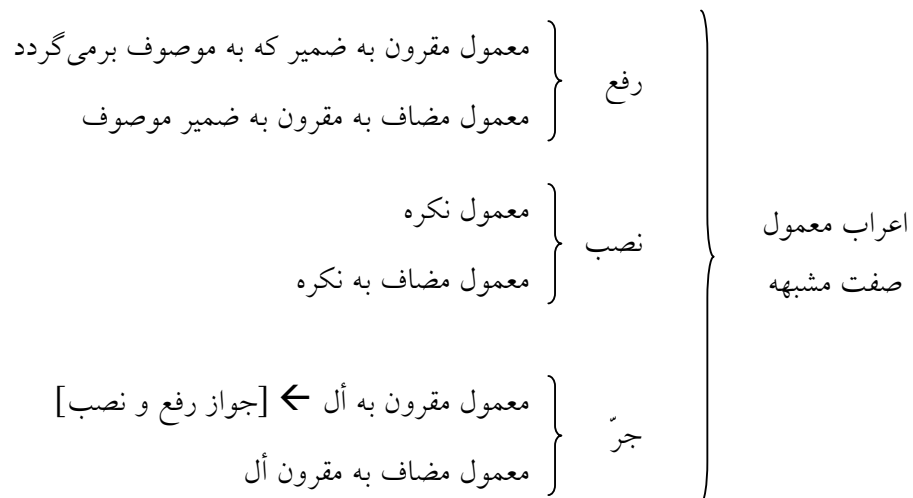 اعراب معمول
صفت مشبهه
رفع
معمول مقرون به ضمیر که به موصوف برمی‌گردد
معمول مضاف به مقرون به ضمیر موصوف
نصب
معمول نکره
معمول مضاف به نکره
جرّ
معمول مقرون به أل ← [جواز رفع و نصب]
معمول مضاف به مقرون أل